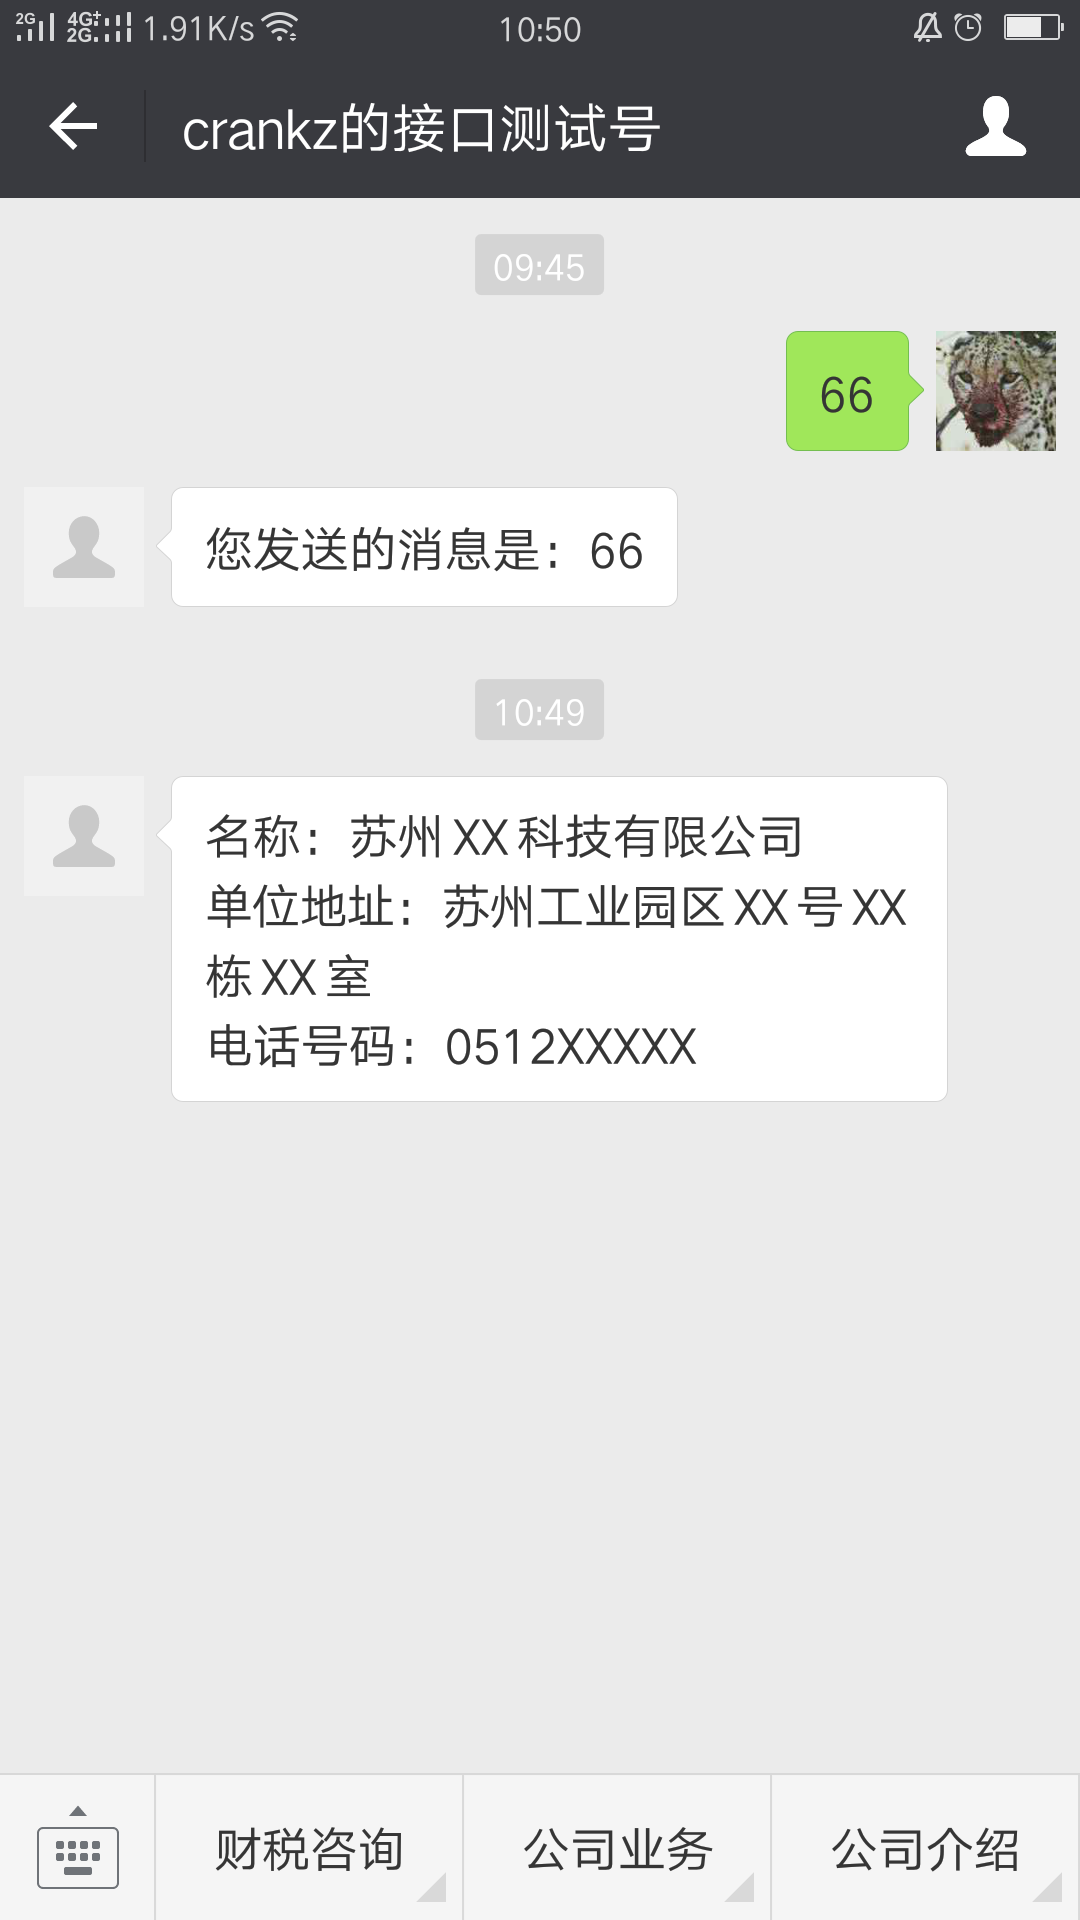 2G 4G+ 2G 1.91K/s 10:50
crankz的接口测试号
09:45
66
您发送的消息是：66
10:49
名称：苏州XX科技有限公司
单位地址：苏州工业园区XX号XX
栋XX室
电话号码：0512XXXXX
财税咨询 公司业务 公司介绍